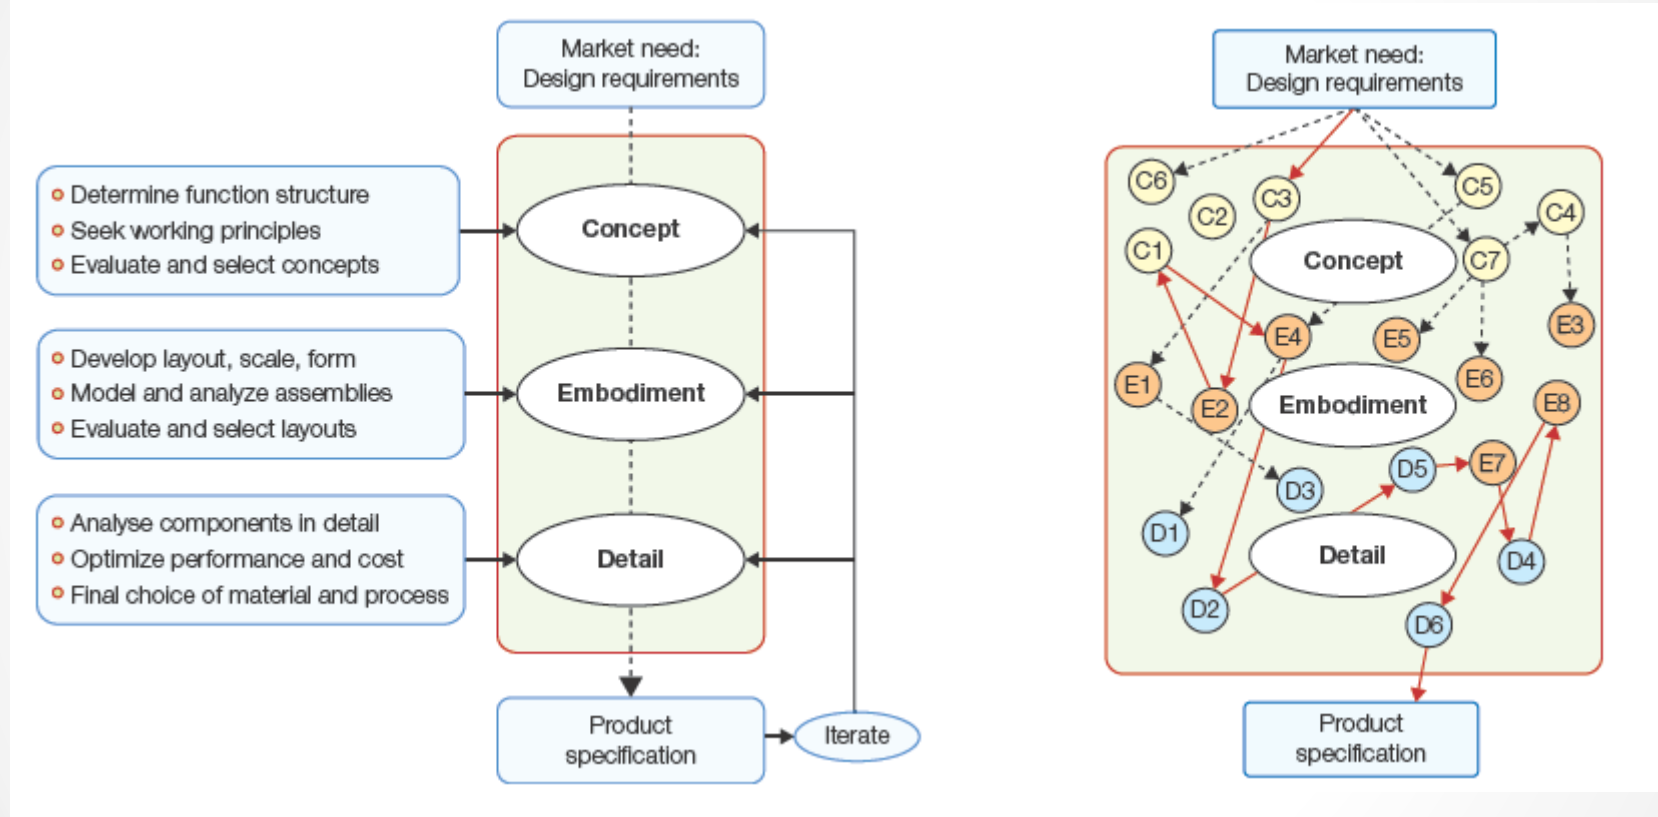 Market need:
Design requirements
Determine function structure
Seek working principles
Evaluate and select concepts
Concept
Develop layout, scale, form
Model and analyze assemblies
Evaluate and select layouts
Embodiment
Analyse components in detail
Optimize performance and cost
Final choice of material and process
Detail
Product
specification
Iterate
Market need:
Design requirements
C6
C3
C5
C2
C4
C1
Concept
C7
E4
E5
E3
E1
E6
E2
Embodiment
E8
D5
E7
D3
D1
Detail
D4
D2
D6
Product
specification